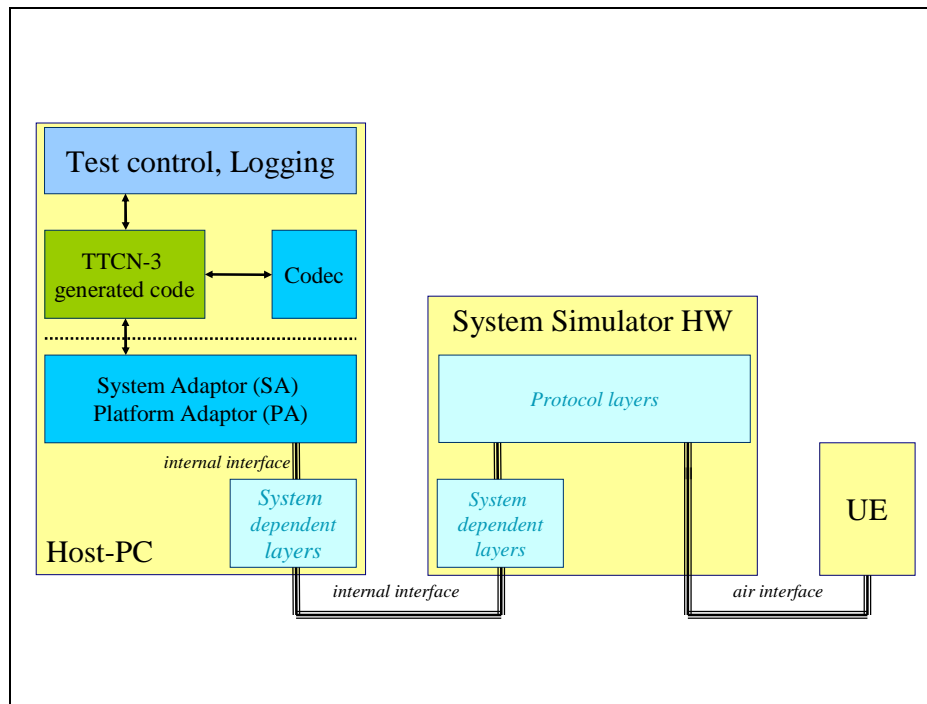 Test control, Logging
TTCN-3
generated code
Codec
System Adaptor (SA)
Platform Adaptor (PA)
internal interface
System
dependent
layers
Host-PC
System Simulator HW
Protocol layers
System
dependent
layers
UE
internal interface
air interface